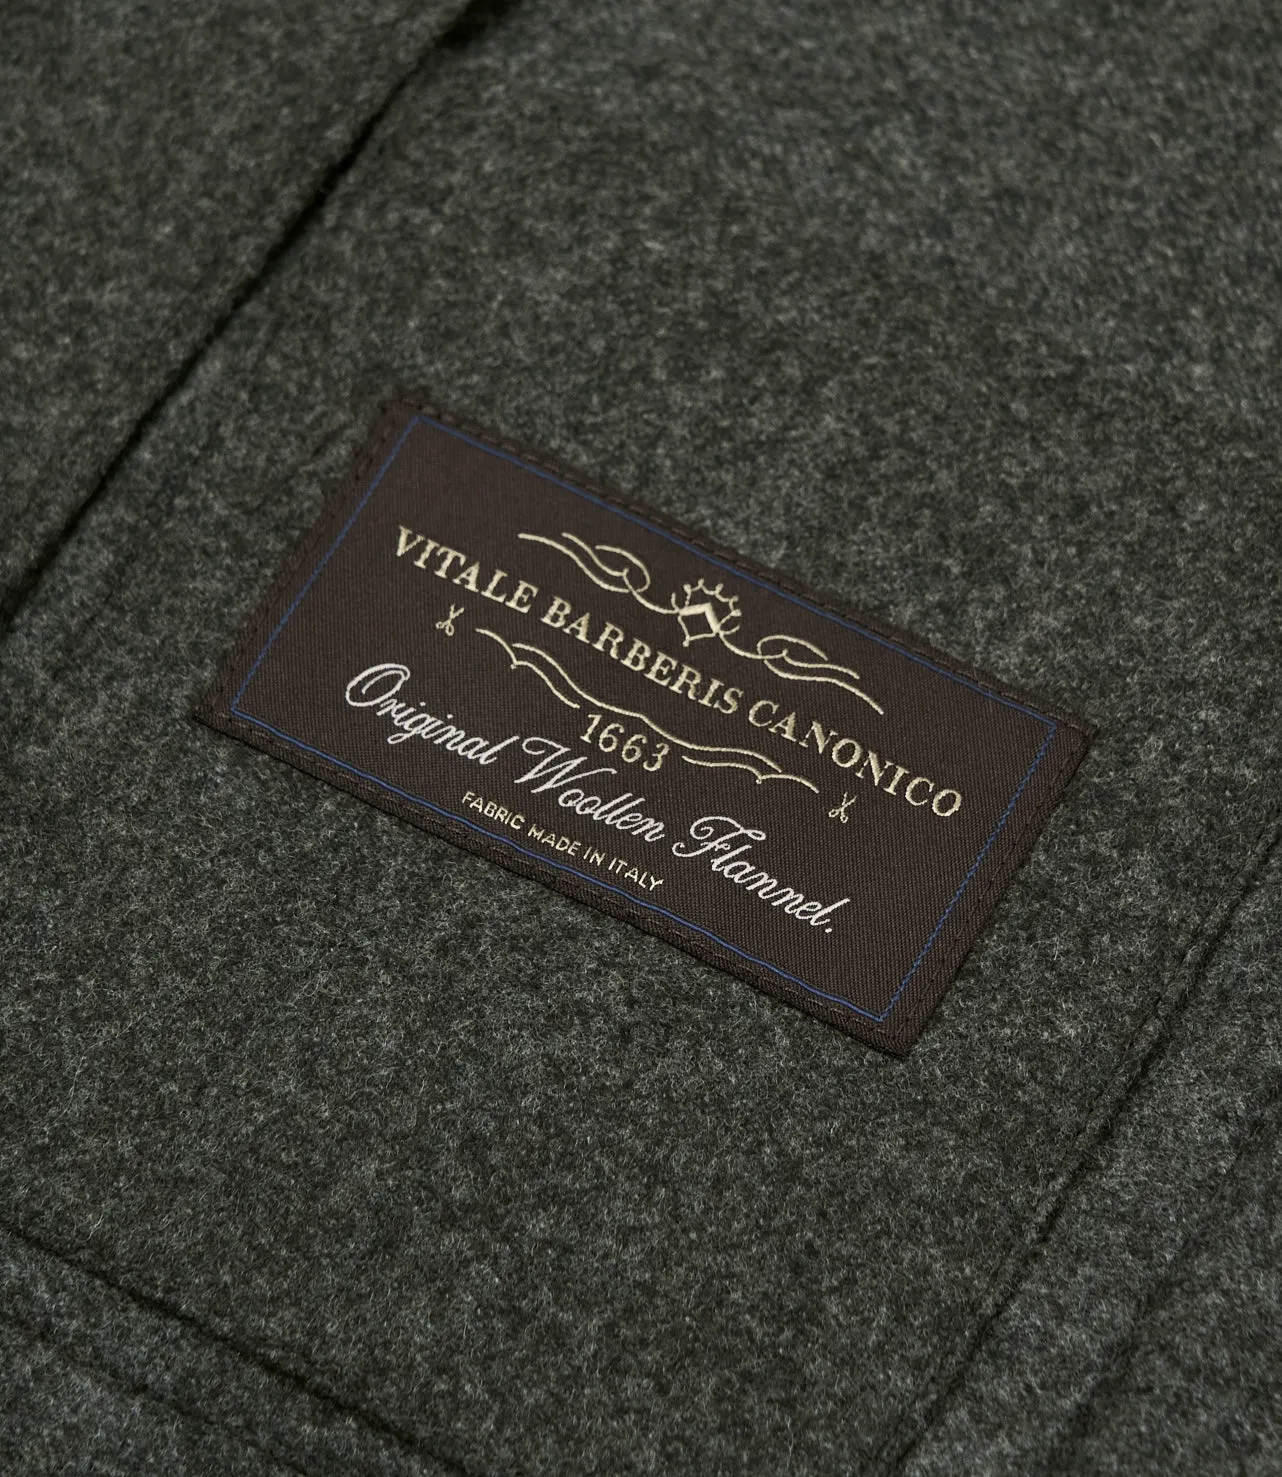 VITALE BARBERIS CANONICO
1663
Original Woollen Flannel.
FABRIC MADE IN ITALY